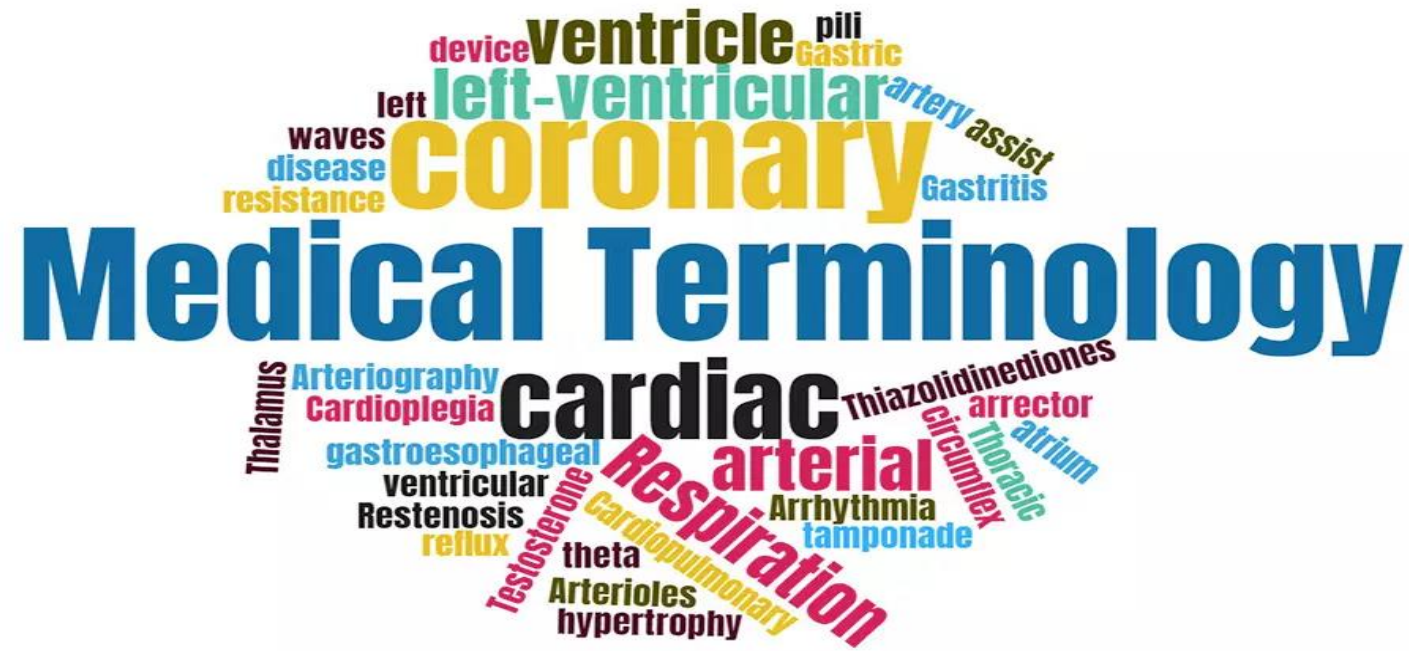 ventricle
pili
device
Gastric
left-ventricular
artery
left
assist
coronary
waves
disease
Gastritis
resistance
Medical Terminology
Thalamus
Arteriography
cardiac
Thiazolidinediones
Cardioplegia
arrector
circumflex
Thoracic
atrium
gastroesophageal
Respiration
arterial
ventricular
Arrhythmia
Restenosis
tamponade
reflux
Testosterone
Cardiopulmonary
theta
Arterioles
hypertrophy